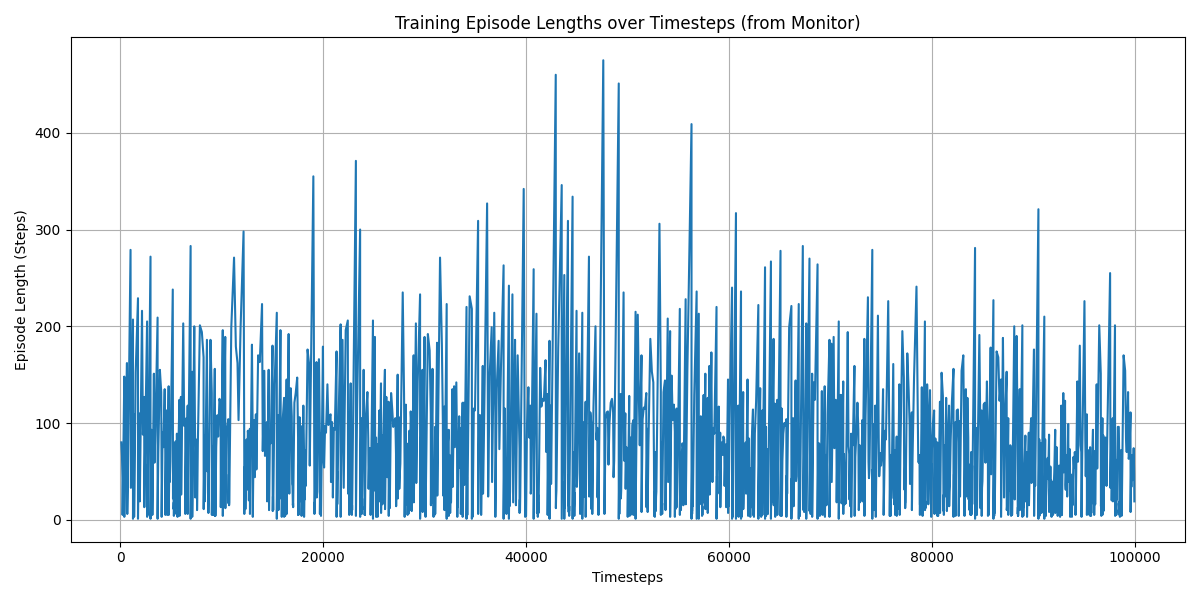 Training Episode Lengths over Timesteps (from Monitor)
Episode Length (Steps)
400
300
200
100
0
0 20000 40000 60000 80000 100000
Timesteps